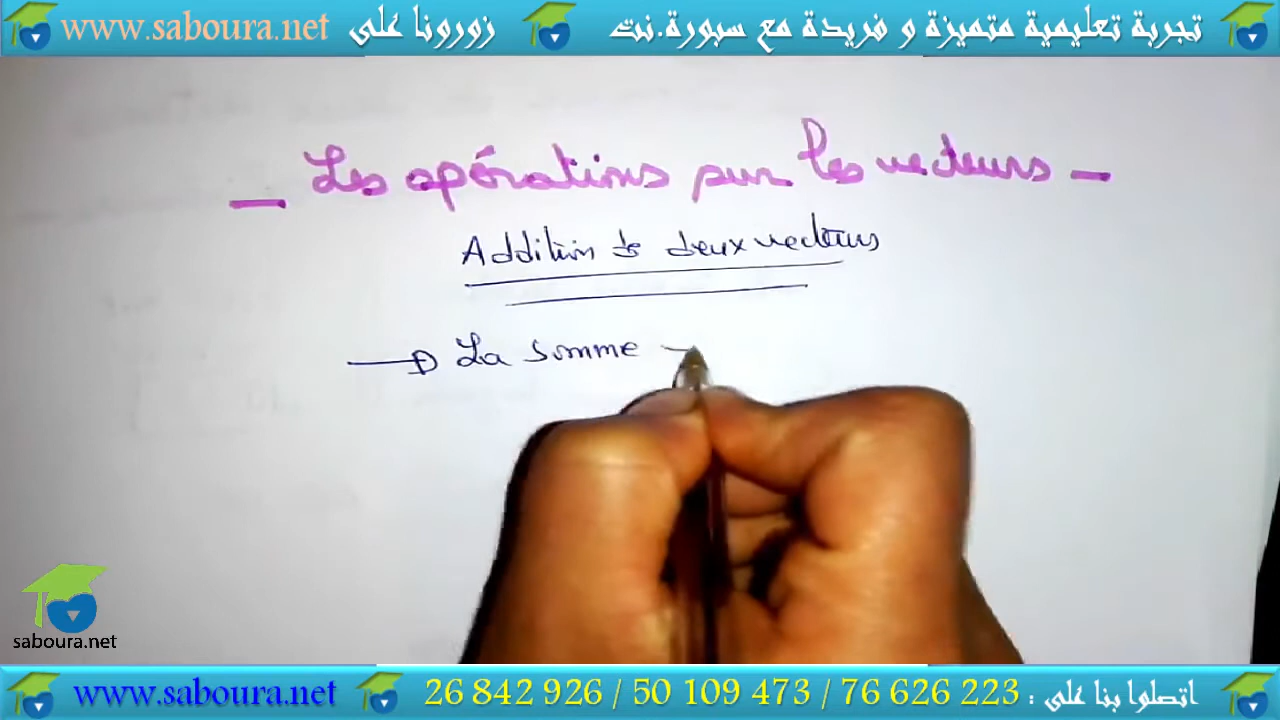 www.saboura.net تجربة تعليمية متميزة و فريدة مع سبورة.نت زورونا على
_ Les opérations sur les vecteurs _
Addition de deux vecteurs
→ La somme
saboura.net
www.saboura.net 26 842 926 / 50 109 473 / 76 626 223 : اتصلوا بنا على